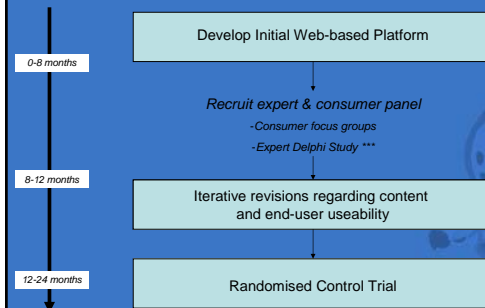 Develop Initial Web-based Platform
0-8 months
Recruit expert & consumer panel
-Consumer focus groups
-Expert Delphi Study ***
8-12 months
Iterative revisions regarding content
and end-user useability
12-24 months
Randomised Control Trial